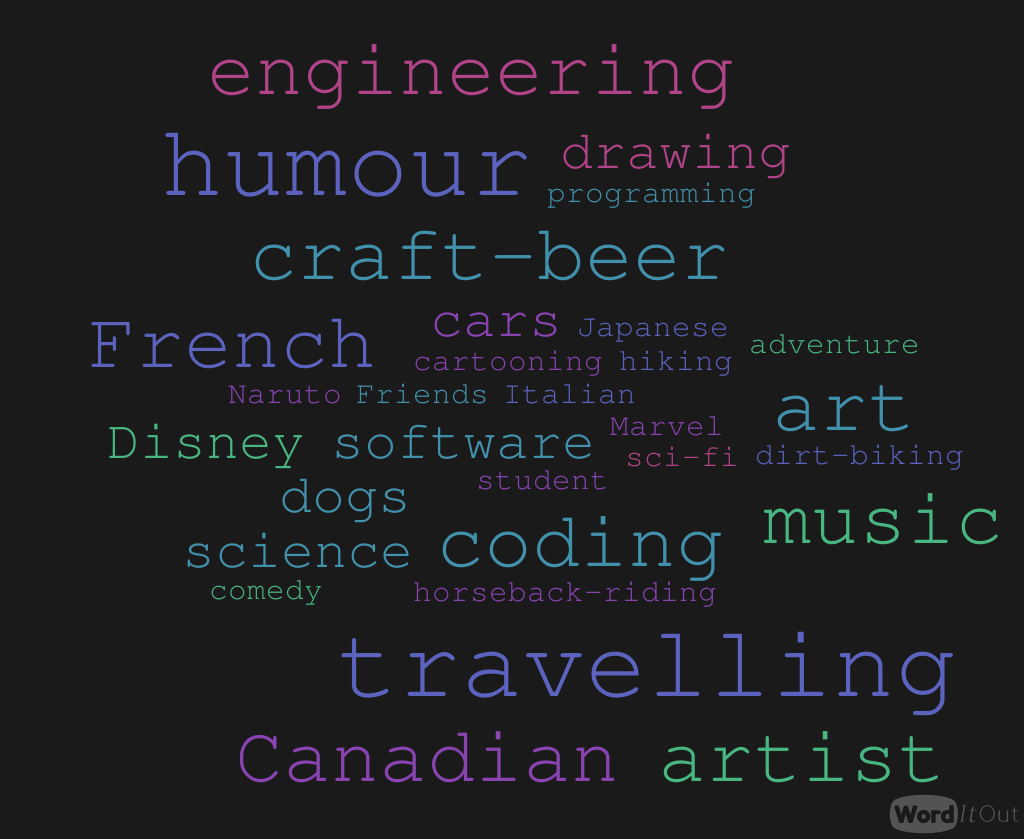 engineering
humour drawing
programming
craft-beer
French cars Japanese adventure
cartooning hiking
Naruto Friends Italian art
Disney software Marvel
sci-fi dirt-biking
student
dogs
science coding music
comedy horseback-riding
travelling
Canadian artist
WordItOut